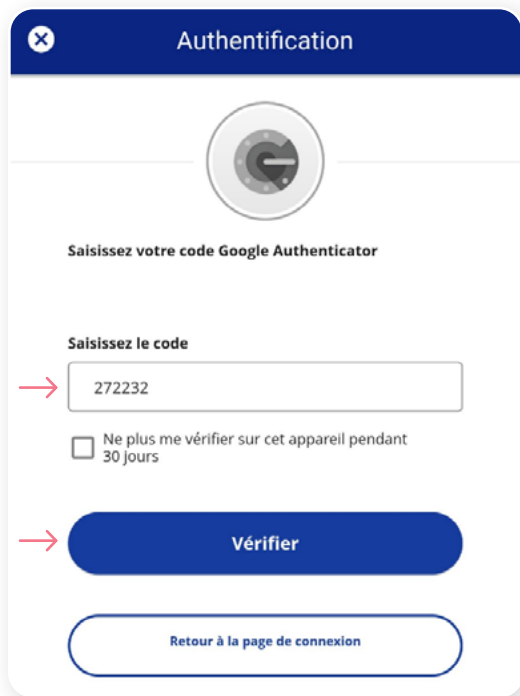 Authentification
Saisissez votre code Google Authenticator
Saisissez le code
272232
Ne plus me vérifier sur cet appareil pendant
30 jours
Vérifier
Retour à la page de connexion